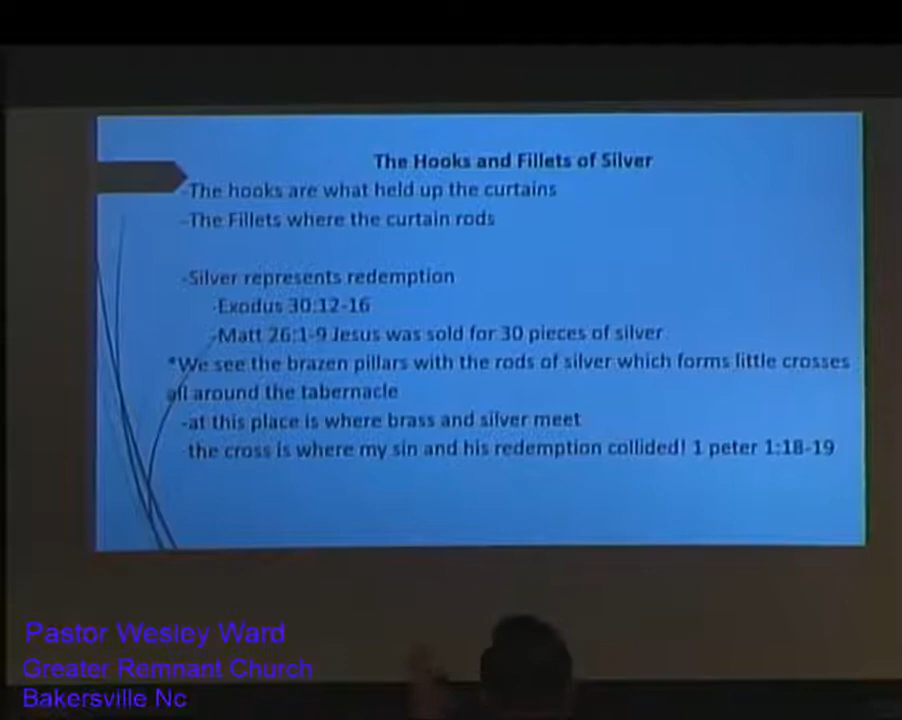 The Hooks and Fillets of Silver
-The hooks are what held up the curtains
-The Fillets where the curtain rods
-Silver represents redemption
-Exodus 30:12-16
-Matt 26:1-9 Jesus was sold for 30 pieces of silver
*We see the brazen pillars with the rods of silver which forms little crosses
all around the tabernacle
-at this place is where brass and silver meet
-the cross is where my sin and his redemption collided! 1 peter 1:18-19
Pastor Wesley Ward
Greater Remnant Church
Bakersville Nc